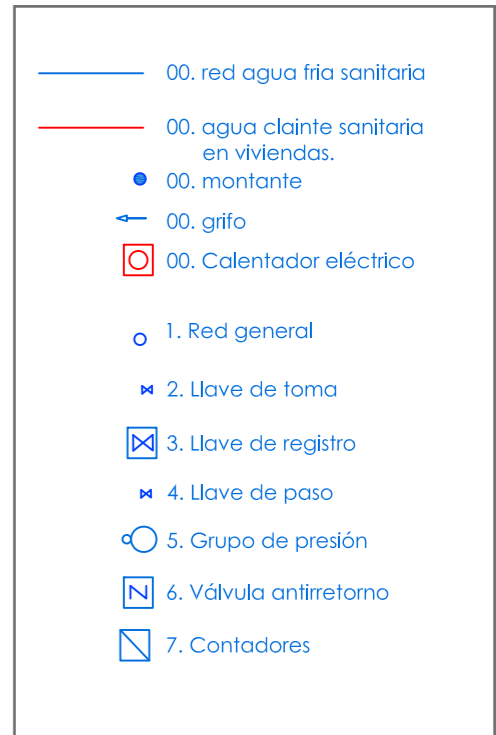 00. red agua fria sanitaria
00. agua clainte sanitaria
en viviendas.
00. montante
00. grifo
00. Calentador eléctrico
1. Red general
2. Llave de toma
3. Llave de registro
4. Llave de paso
5. Grupo de presión
6. Válvula antirretorno
7. Contadores